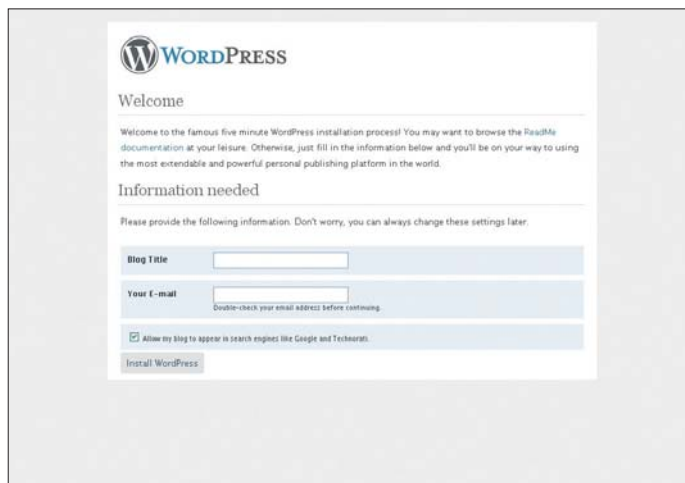 WORDPRESS
Welcome
Welcome to the famous five minute WordPress installation process! You may want to browse the ReadMe
documentation at your leisure. Otherwise, just fill in the information below and you'll be on your way to using
the most extendable and powerful personal publishing platform in the world.
Information needed
Please provide the following information. Don't worry, you can always change these settings later.
Blog Title
Your E-mail
Double-check your email address before continuing.
Allow my blog to appear in search engines like Google and Technorati.
Install WordPress